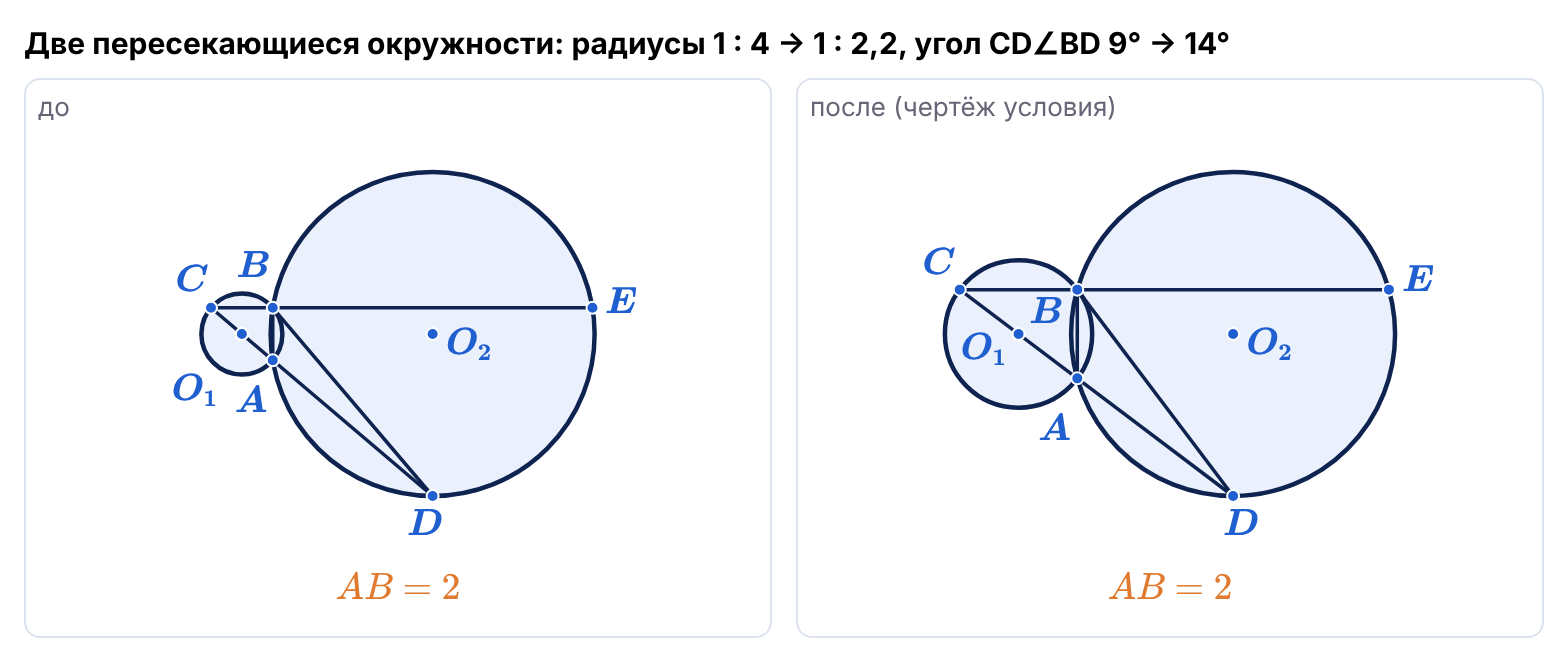 Две пересекающиеся окружности: радиусы 1 : 4 → 1 : 2,2, угол CD∠BD 9° → 14°
до
C B E
O₂
O₁ A
D
AB = 2
после (чертёж условия)
C E
B
O₁ O₂
A
D
AB = 2